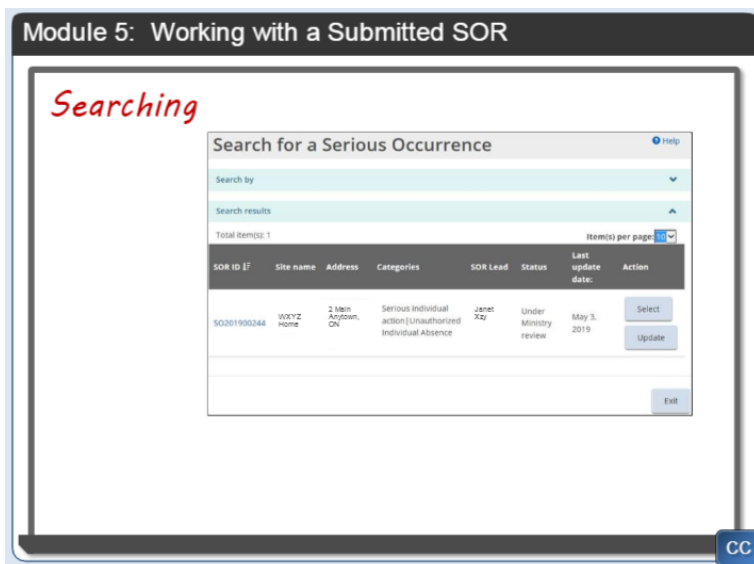 Module 5: Working with a Submitted SOR
Searching
Search for a Serious Occurrence
Help
Search by
Search results
Total item(s): 1
Item(s) per page: 10
SOR ID Site name Address Categories SOR Lead Status Last update date: Action
SO201900244
WXYZ
Home
2 Main
Anytown,
ON
Serious individual
action|Unauthorized
Individual Absence
Janet
Xzy
Under
Ministry
review
May 3,
2019
Select
Update
Exit
CC